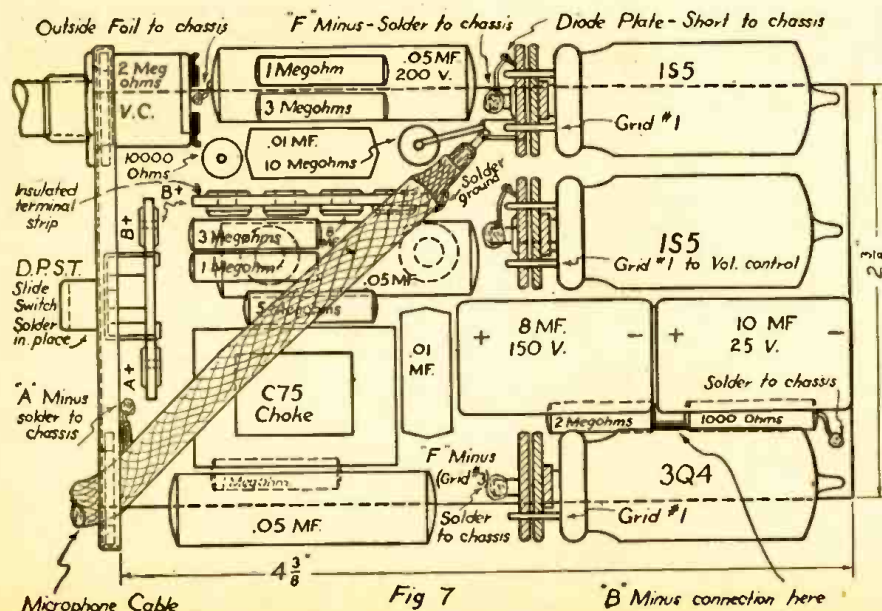 Outside Foil to chassis
"F" Minus-Solder to chassis
Diode Plate-Short to chassis
2 Meg
ohms
V.C.
1 Megohm
3 Megohms
.05 MF.
200 V.
1S5
Grid #1
.01 MF.
10 Megohms
10000
Ohms
Insulated
terminal
strip
B+
Solder
ground
B+
3 Megohms
1 Megohm
.05 MF
5 Megohms
1S5
Grid #1 to Vol. control
2 3/8"
D.P.S.T.
Slide
Switch
Solder
in place
A+
"A" Minus
solder to
chassis
C75
Choke
.01
MF.
+ 8 MF. -
150 V.
+ 10 MF -
25 V.
Solder to chassis
2 Megohms
1000 Ohms
1 Megohm
.05 MF.
"F" Minus
(Grid #3)
Solder
to chassis
3Q4
Grid #1
4 3/8"
Microphone Cable
Fig 7
"B" Minus connection here